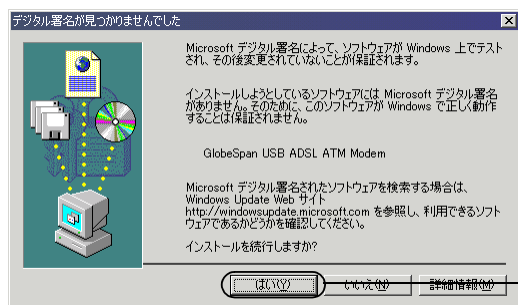 デジタル署名が見つかりませんでした
Microsoft デジタル署名によって、ソフトウェアが Windows 上でテスト
され、その後変更されていないことが保証されます。
インストールしようとしているソフトウェアには Microsoft デジタル署名
がありません。そのために、このソフトウェアが Windows で正しく動作
することは保証されません。
GlobeSpan USB ADSL ATM Modem
Microsoft デジタル署名されたソフトウェアを検索する場合は、
Windows Update Web サイト
http://windowsupdate.microsoft.com を参照し、利用できるソフト
ウェアであるかどうかを確認してください。
インストールを続行しますか?
はい(Y) いいえ(N) 詳細情報(M)